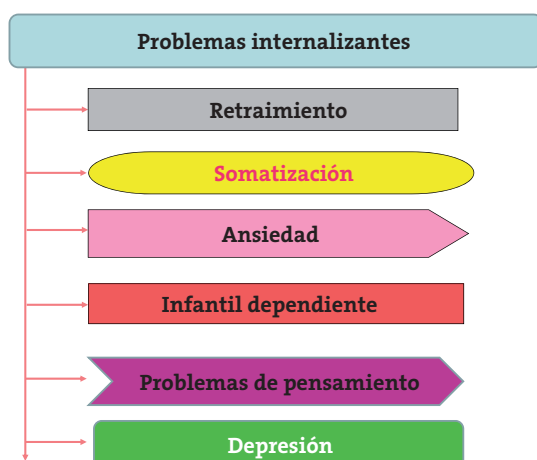 Problemas internalizantes
Retraimiento
Somatización
Ansiedad
Infantil dependiente
Problemas de pensamiento
Depresión